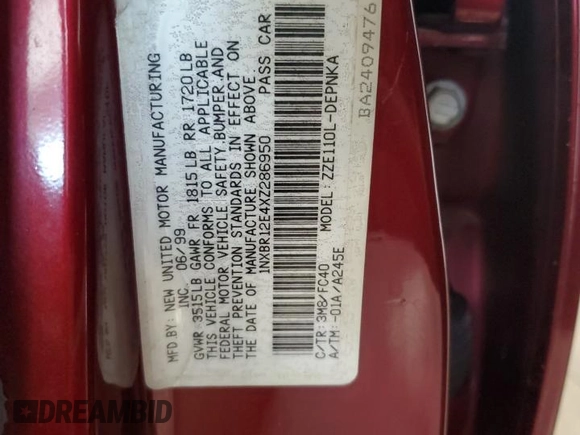 MFD BY: NEW UNITED MOTOR MANUFACTURING
INC. 06/99
GVWR 3515LB GAWR FR 1815LB RR 1720LB
THIS VEHICLE CONFORMS TO ALL APPLICABLE
FEDERAL MOTOR VEHICLE SAFETY,BUMPER,AND
THEFT PREVENTION STANDARDS IN EFFECT ON
THE DATE OF MANUFACTURE SHOWN ABOVE.
1NXBR12E4XZ286950 PASS CAR
MODEL: ZZE110L-DEPNKA
C/TR: 3M8/FC40
A/TM: -01A/A245E
BA2409476
DREAMBID